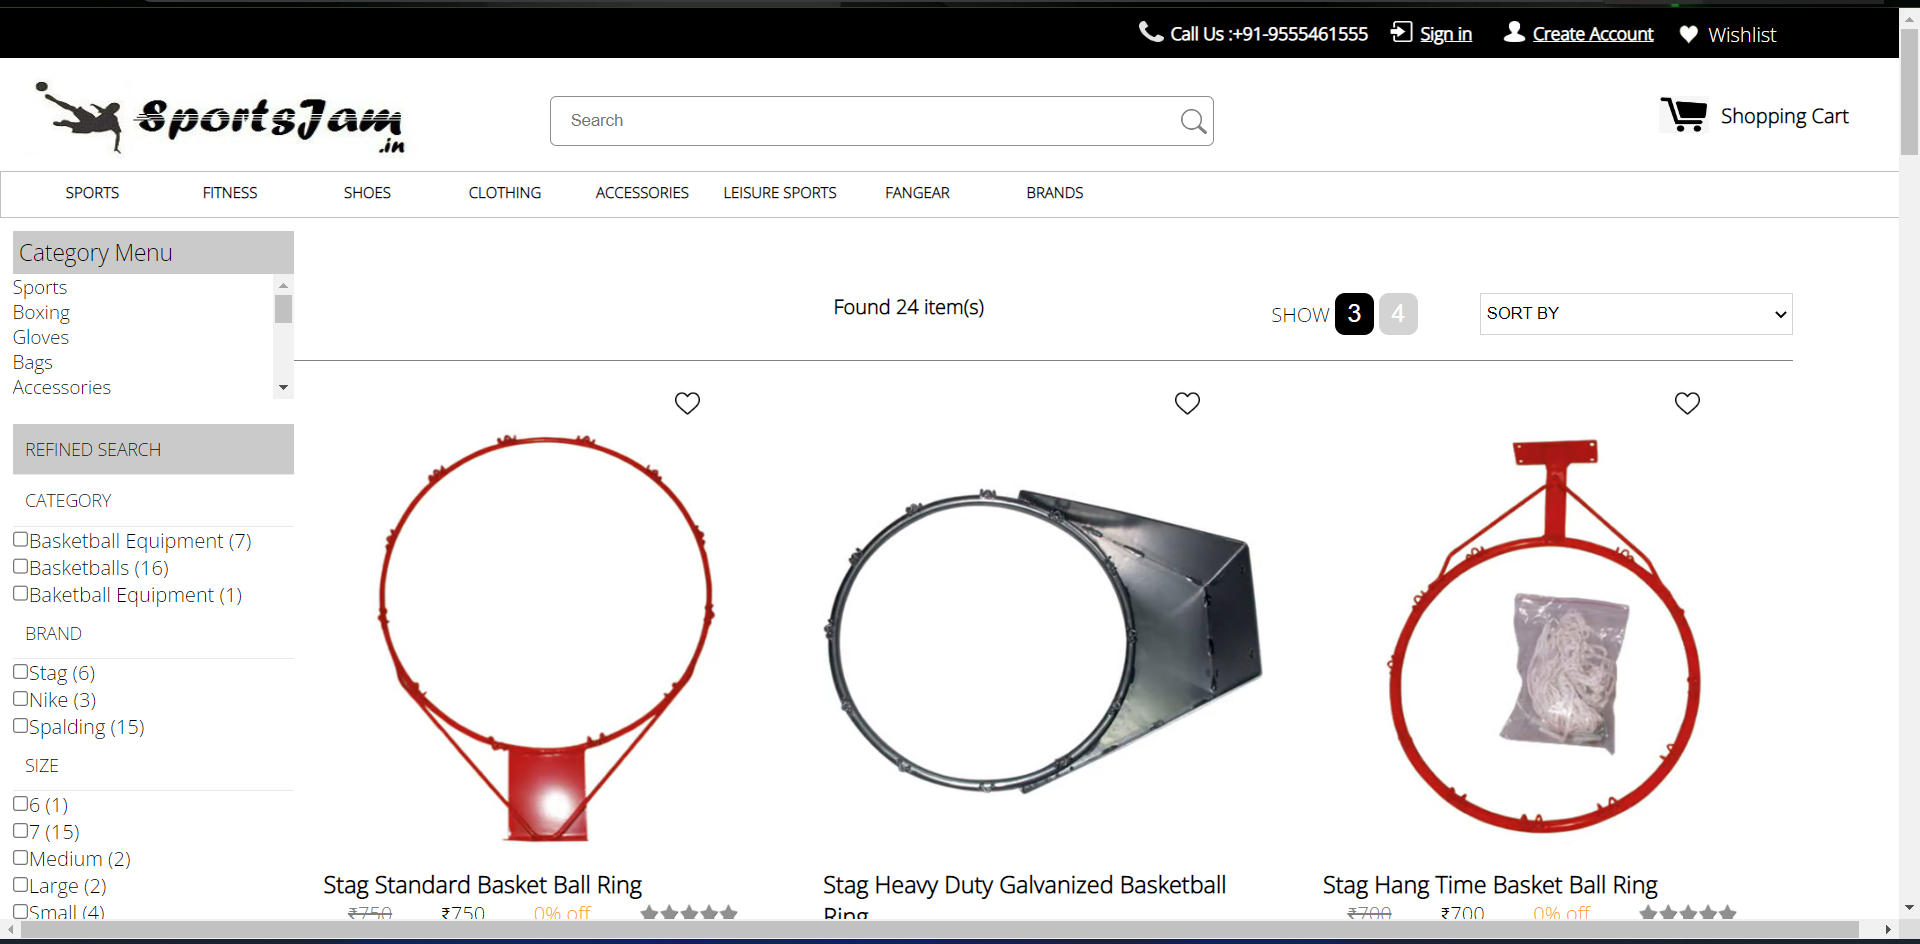 Call Us :+91-9555461555 Sign in Create Account Wishlist
SportsJam
.in
Search
Shopping Cart
SPORTS FITNESS SHOES CLOTHING ACCESSORIES LEISURE SPORTS FANGEAR BRANDS
Category Menu
Sports
Boxing
Gloves
Bags
Accessories
Found 24 item(s)
SHOW 3 4
SORT BY
REFINED SEARCH
CATEGORY
Basketball Equipment (7)
Basketballs (16)
Baketball Equipment (1)
BRAND
Stag (6)
Nike (3)
Spalding (15)
SIZE
6 (1)
7 (15)
Medium (2)
Large (2)
Small (4)
Stag Standard Basket Ball Ring
₹750 ₹750 0% off
Stag Heavy Duty Galvanized Basketball
Ring
Stag Hang Time Basket Ball Ring
₹700 ₹700 0% off